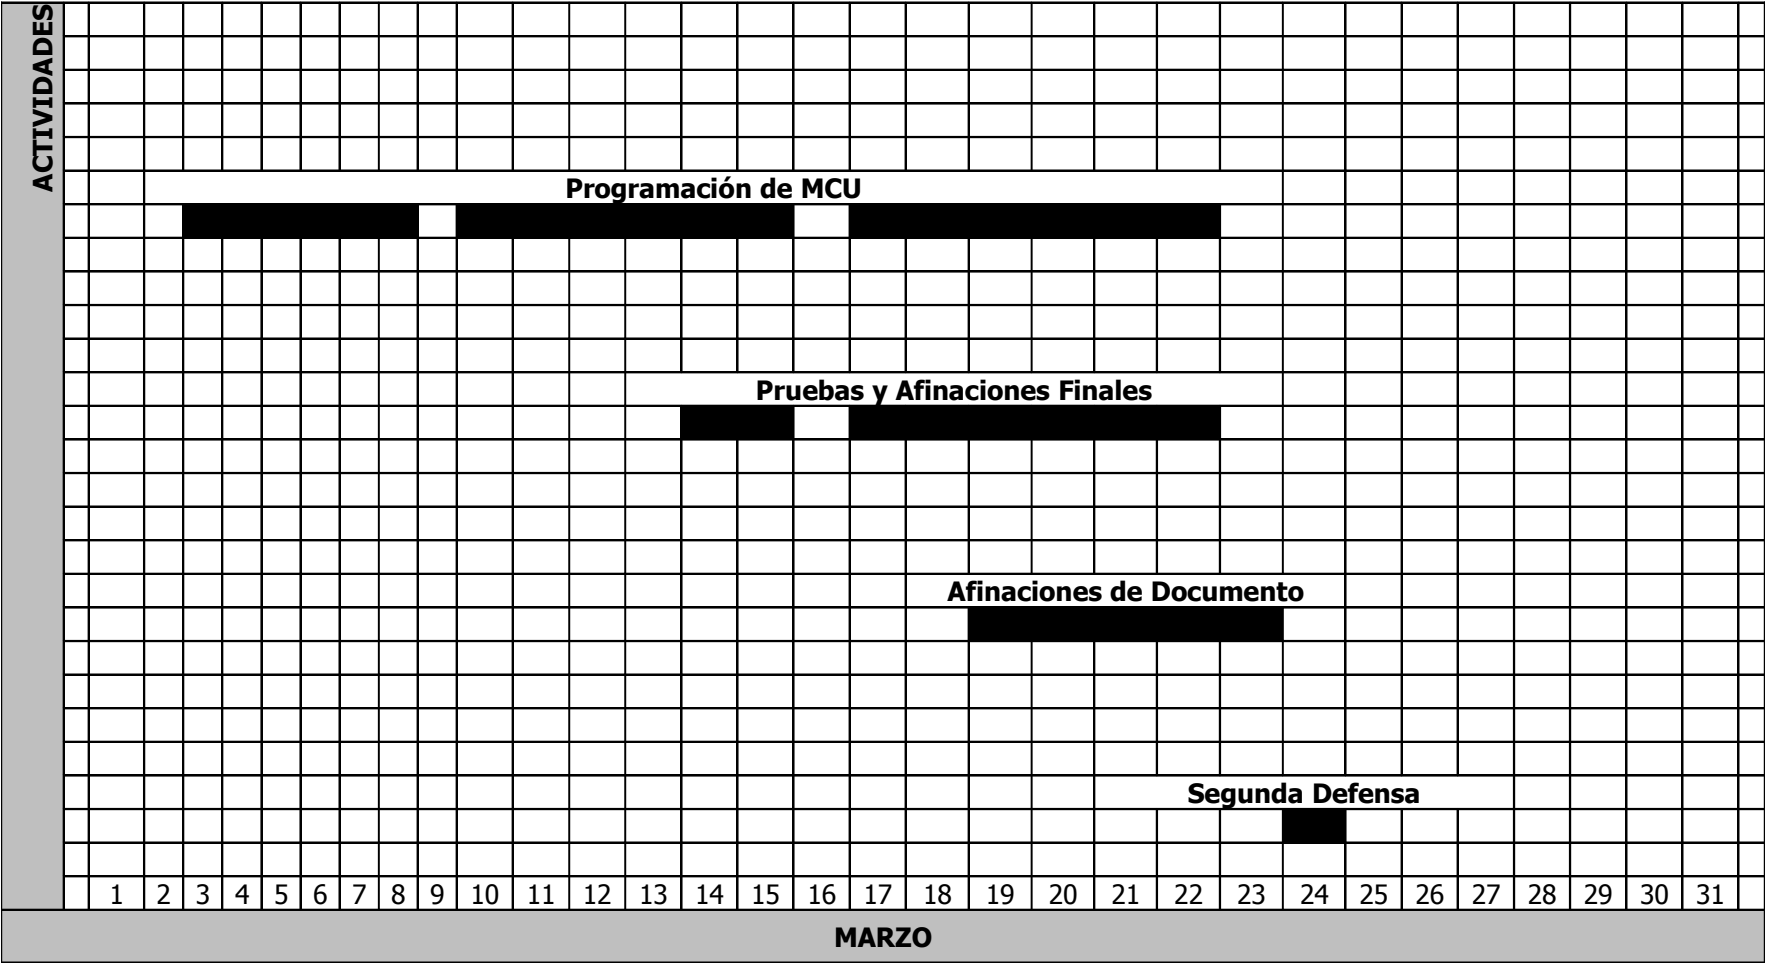 ACTIVIDADES
Programación de MCU
Pruebas y Afinaciones Finales
Afinaciones de Documento
Segunda Defensa
1 2 3 4 5 6 7 8 9 10 11 12 13 14 15 16 17 18 19 20 21 22 23 24 25 26 27 28 29 30 31
MARZO